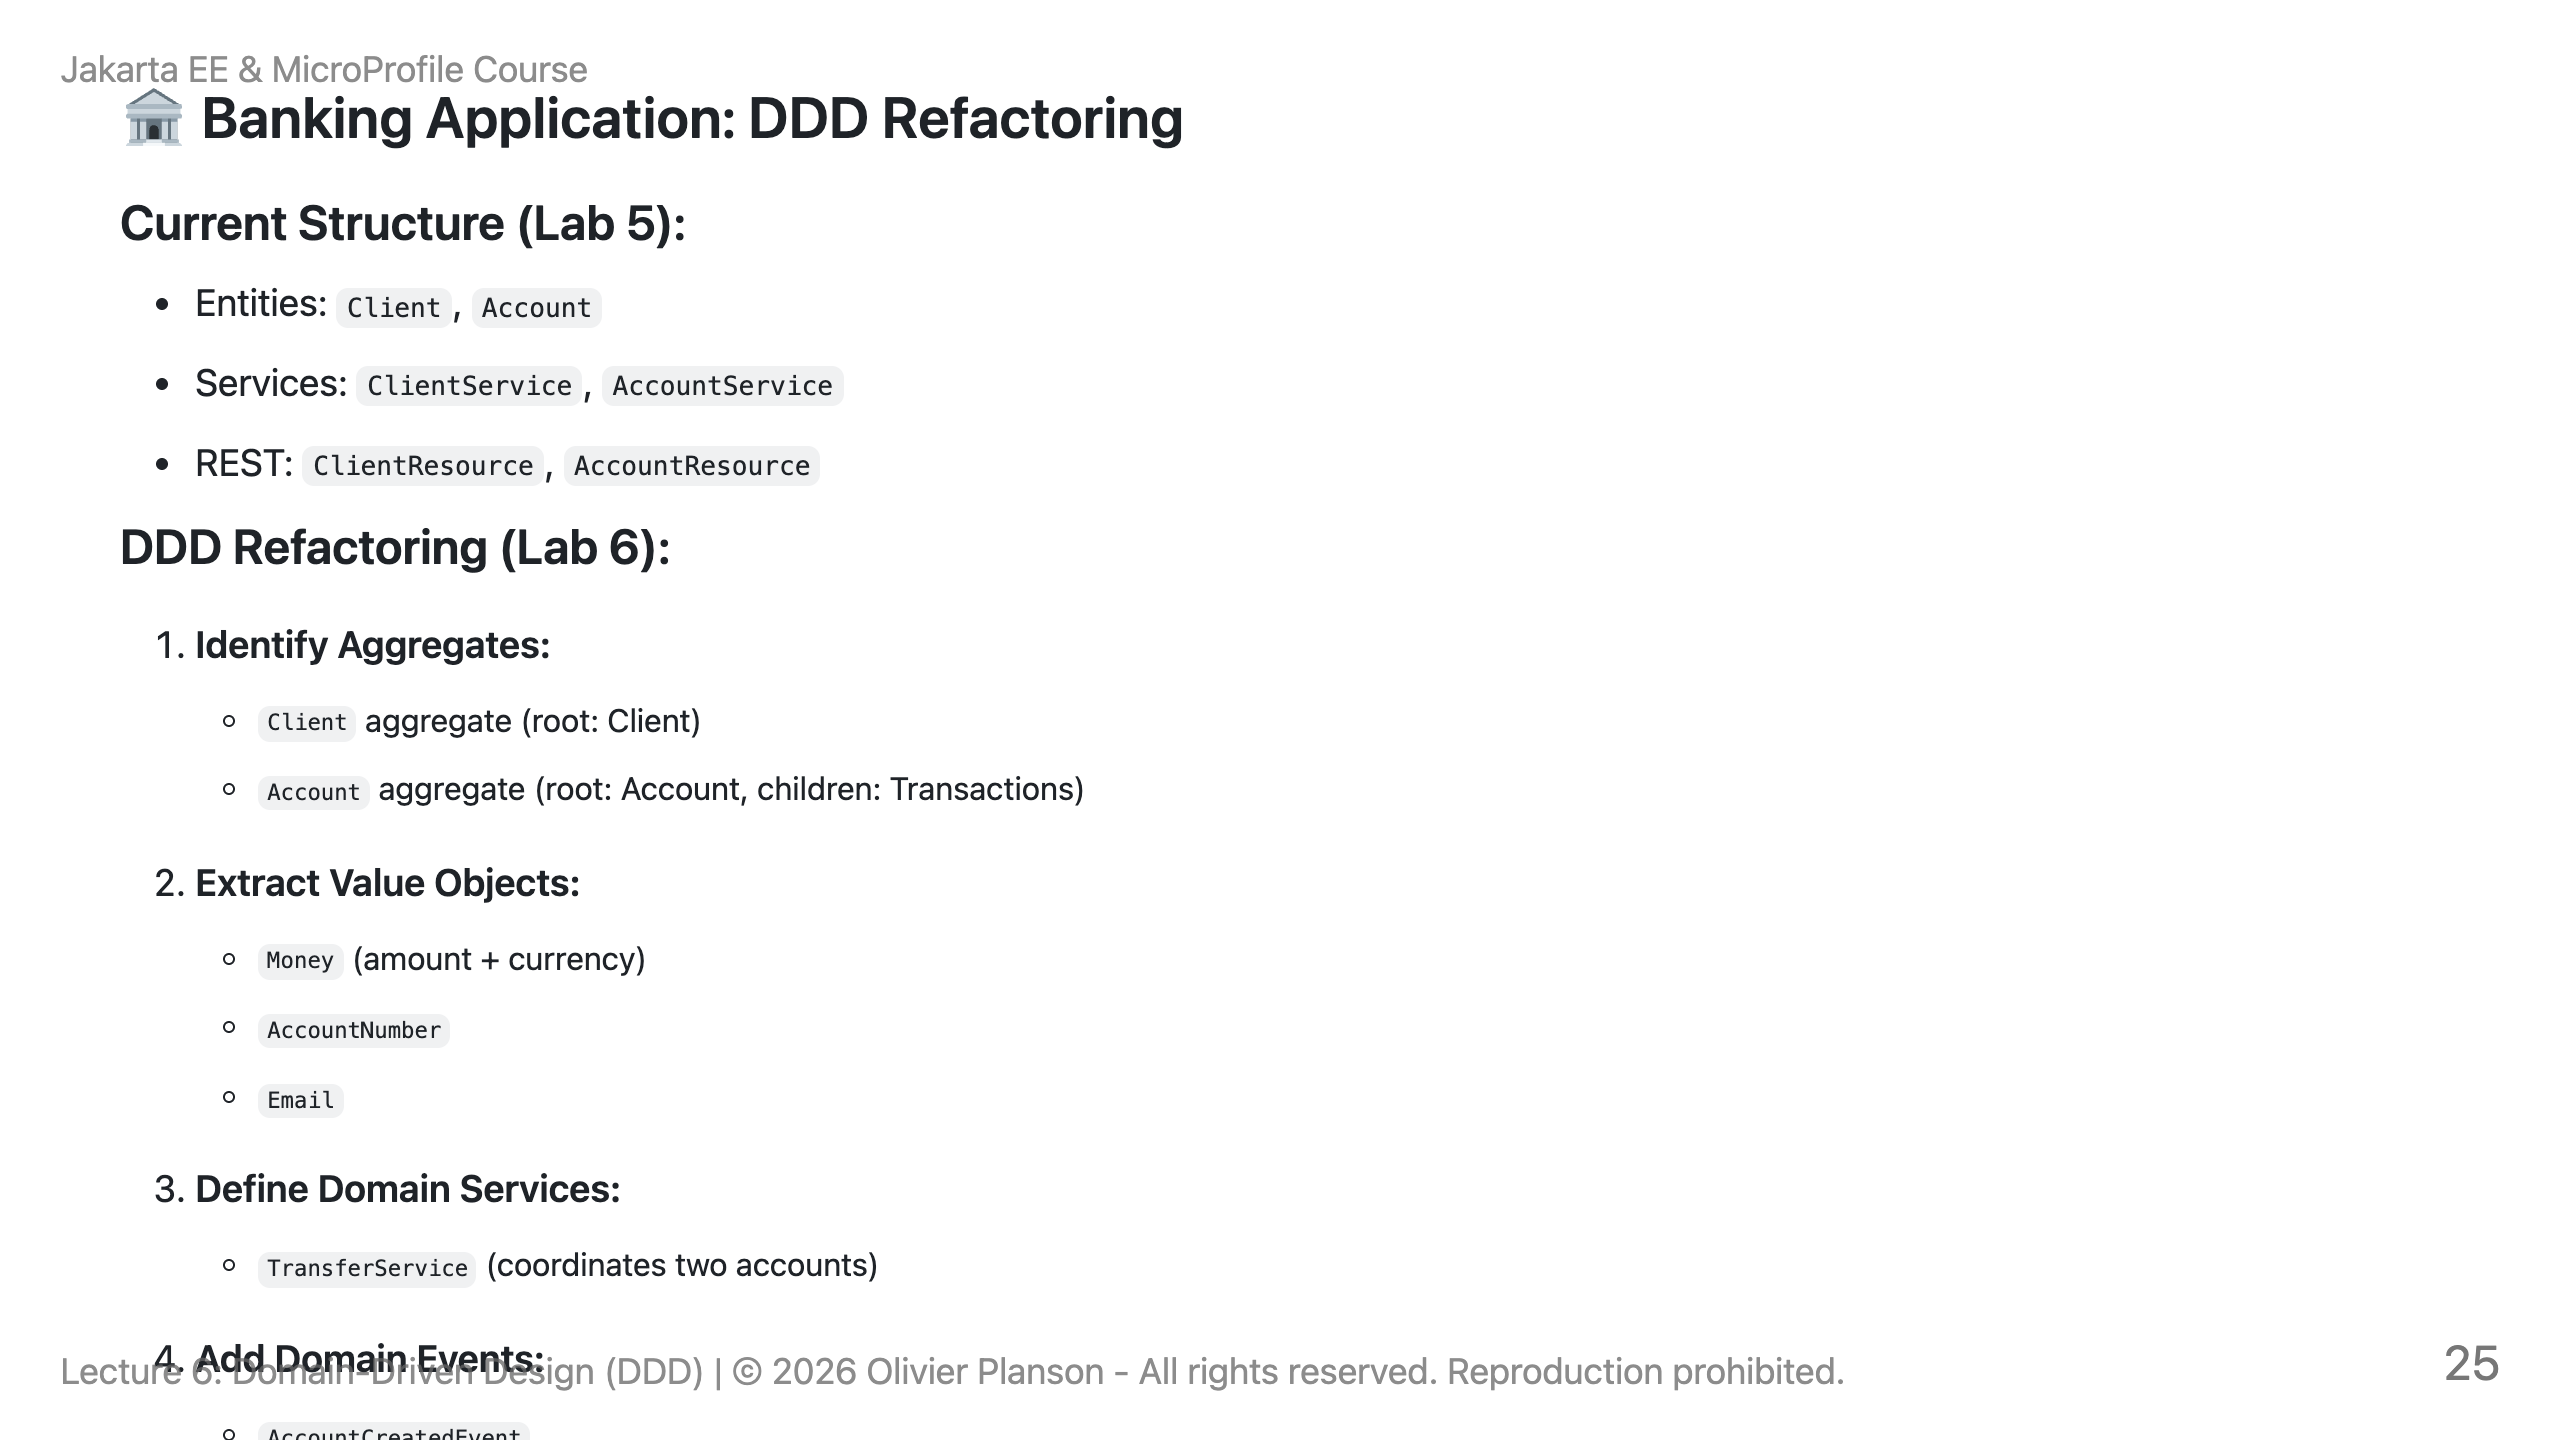 Jakarta EE & MicroProfile Course
🏛️ Banking Application: DDD Refactoring
Current Structure (Lab 5):
• Entities: Client, Account
• Services: ClientService, AccountService
• REST: ClientResource, AccountResource
DDD Refactoring (Lab 6):
1. Identify Aggregates:
○ Client aggregate (root: Client)
○ Account aggregate (root: Account, children: Transactions)
2. Extract Value Objects:
○ Money (amount + currency)
○ AccountNumber
○ Email
3. Define Domain Services:
○ TransferService (coordinates two accounts)
4. Add Domain Events:
Lecture 6: Domain-Driven Design (DDD) | © 2026 Olivier Planson - All rights reserved. Reproduction prohibited.
25
○ AccountCreatedEvent